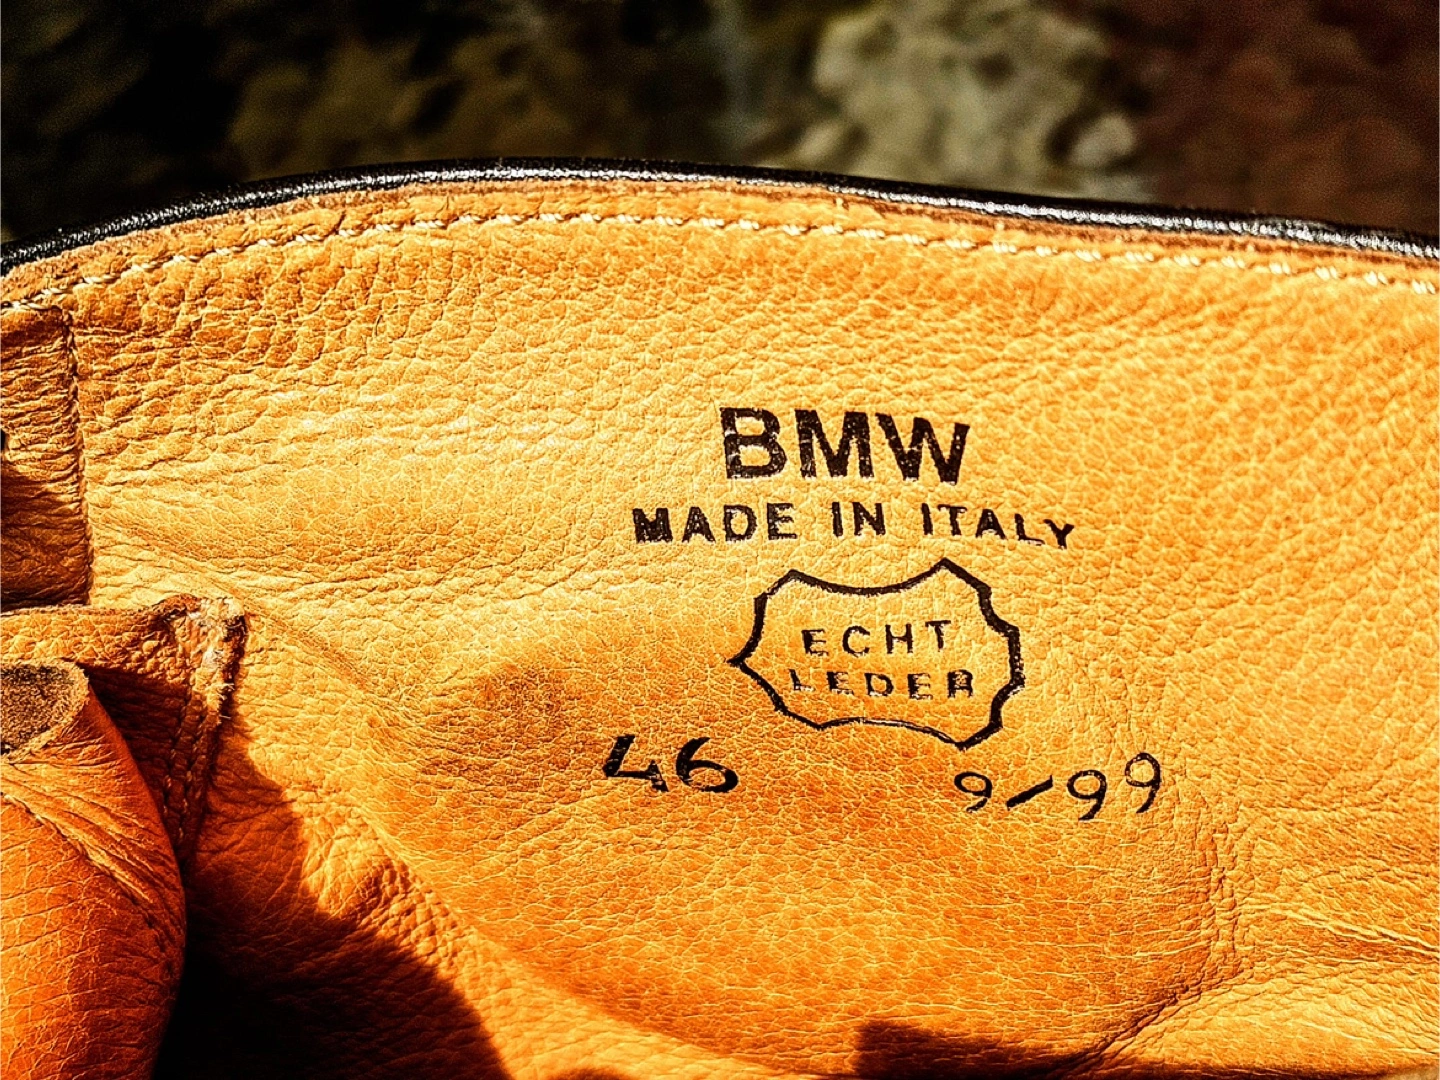 BMW
MADE IN ITALY
ECHT
LEDER
46 9/99